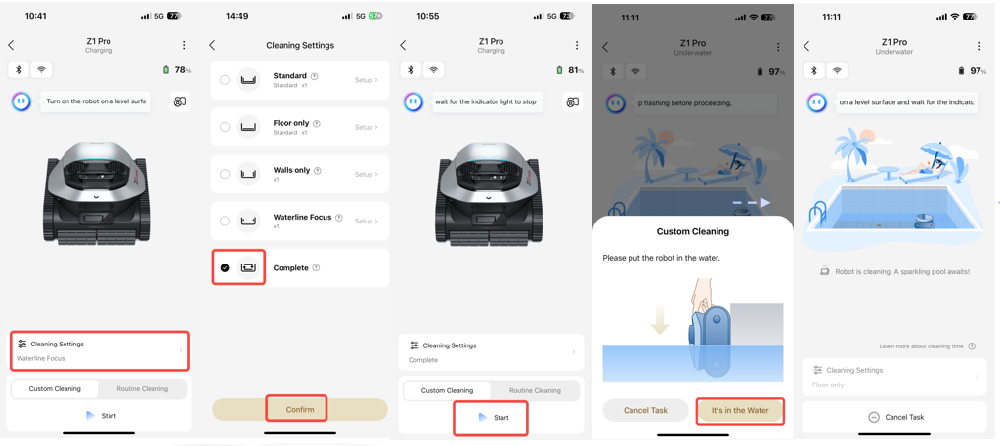 10:41
5G 77
Z1 Pro
Charging
78%
Turn on the robot on a level surfa
Cleaning Settings
Waterline Focus
Custom Cleaning
Routine Cleaning
Start
14:49
5G 57
Cleaning Settings
Standard ?
Standard x1
Setup >
Floor only ?
Standard x1
Setup >
Walls only ?
x1
Setup >
Waterline Focus ?
x1
Setup >
Complete ?
Confirm
10:55
5G 73
Z1 Pro
Charging
81%
wait for the indicator light to stop
Cleaning Settings
Complete
Custom Cleaning
Routine Cleaning
Start
11:11
77
Z1 Pro
Underwater
97%
p flashing before proceeding.
Custom Cleaning
Please put the robot in the water.
Cancel Task
It's in the Water
11:11
77
Z1 Pro
Underwater
97%
on a level surface and wait for the indicatc
Robot is cleaning. A sparkling pool awaits!
Learn more about cleaning time ?
Cleaning Settings
Floor only
Cancel Task